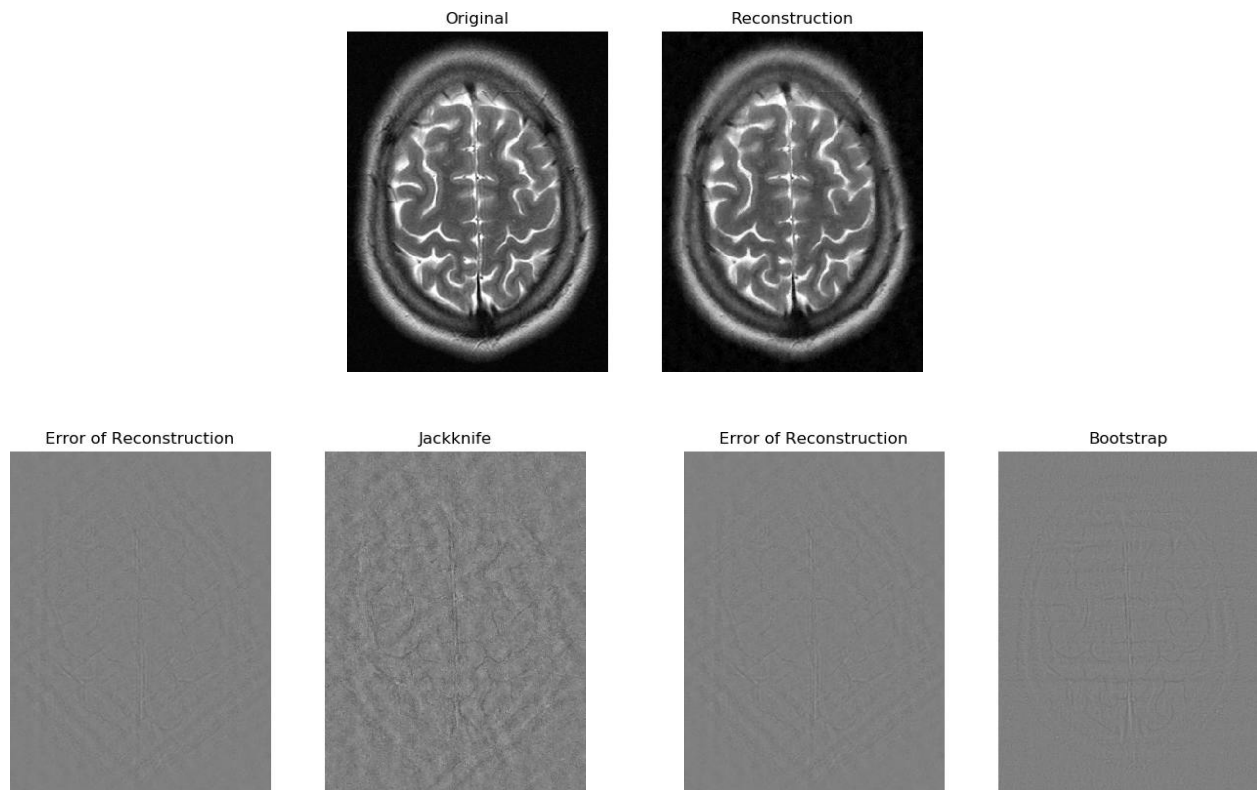 Original
Reconstruction
Error of Reconstruction
Jackknife
Error of Reconstruction
Bootstrap